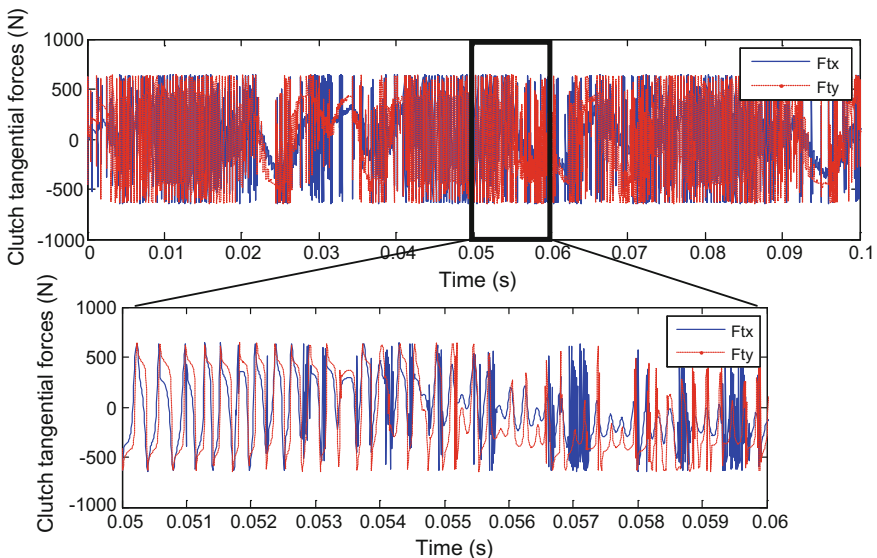 Clutch tangential forces (N)
1000
500
0
-500
-1000
Ftx
Fty
0 0.01 0.02 0.03 0.04 0.05 0.06 0.07 0.08 0.09 0.1
Time (s)
Clutch tangential forces (N)
1000
500
0
-500
1000
Ftx
Fty
0.05 0.051 0.052 0.053 0.054 0.055 0.056 0.057 0.058 0.059 0.06
Time (s)